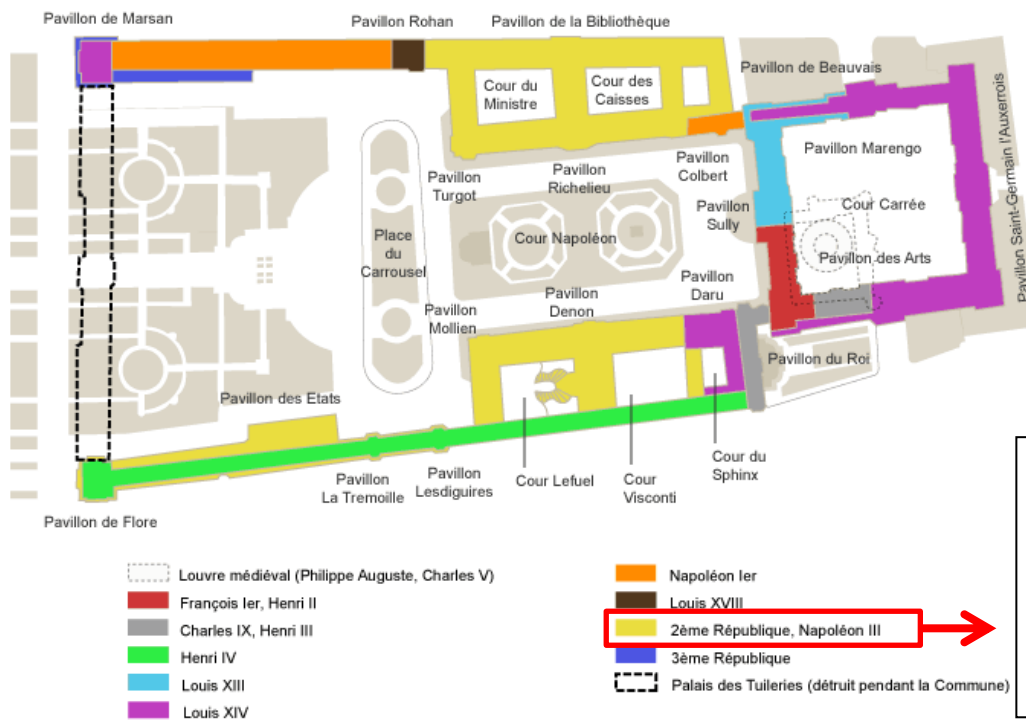 Pavillon de Marsan
Pavillon Rohan
Pavillon de la Bibliothèque
Pavillon de Beauvais
Cour du
Ministre
Cour des
Caisses
Pavillon Saint-Germain l'Auxerrois
Pavillon Marengo
Pavillon
Turgot
Pavillon
Richelieu
Pavillon
Colbert
Pavillon
Sully
Cour Carrée
Place
du
Carrousel
Cour Napoléon
Pavillon des Arts
Pavillon
Mollien
Pavillon
Denon
Pavillon
Daru
Pavillon du Roi
Pavillon des Etats
Pavillon
La Tremoille
Pavillon
Lesdiguires
Cour Lefuel
Cour
Visconti
Cour du
Sphinx
Pavillon de Flore
Louvre médiéval (Philippe Auguste, Charles V)
François Ier, Henri II
Charles IX, Henri III
Henri IV
Louis XIII
Louis XIV
Napoléon Ier
Louis XVIII
2ème République, Napoléon III
3ème République
Palais des Tuileries (détruit pendant la Commune)